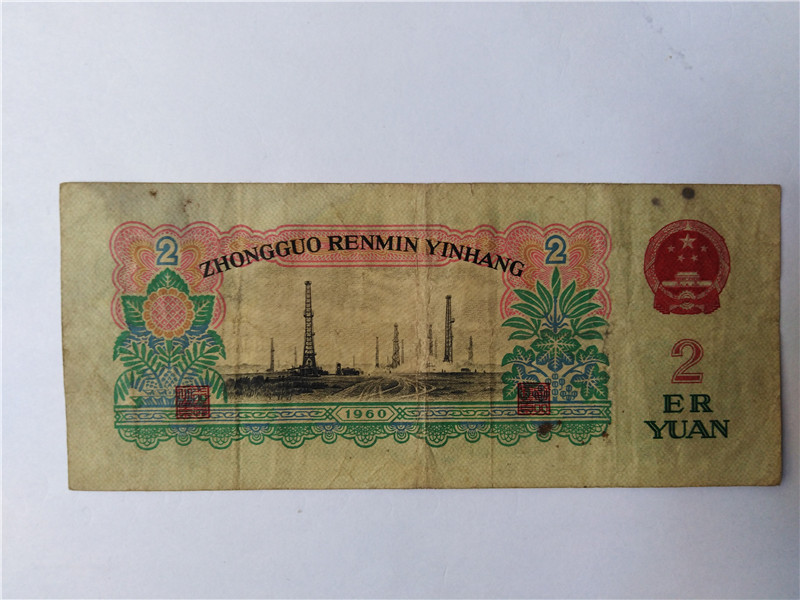 2
ZHONGGUO RENMIN YINHANG
2
1960
2
ER
YUAN